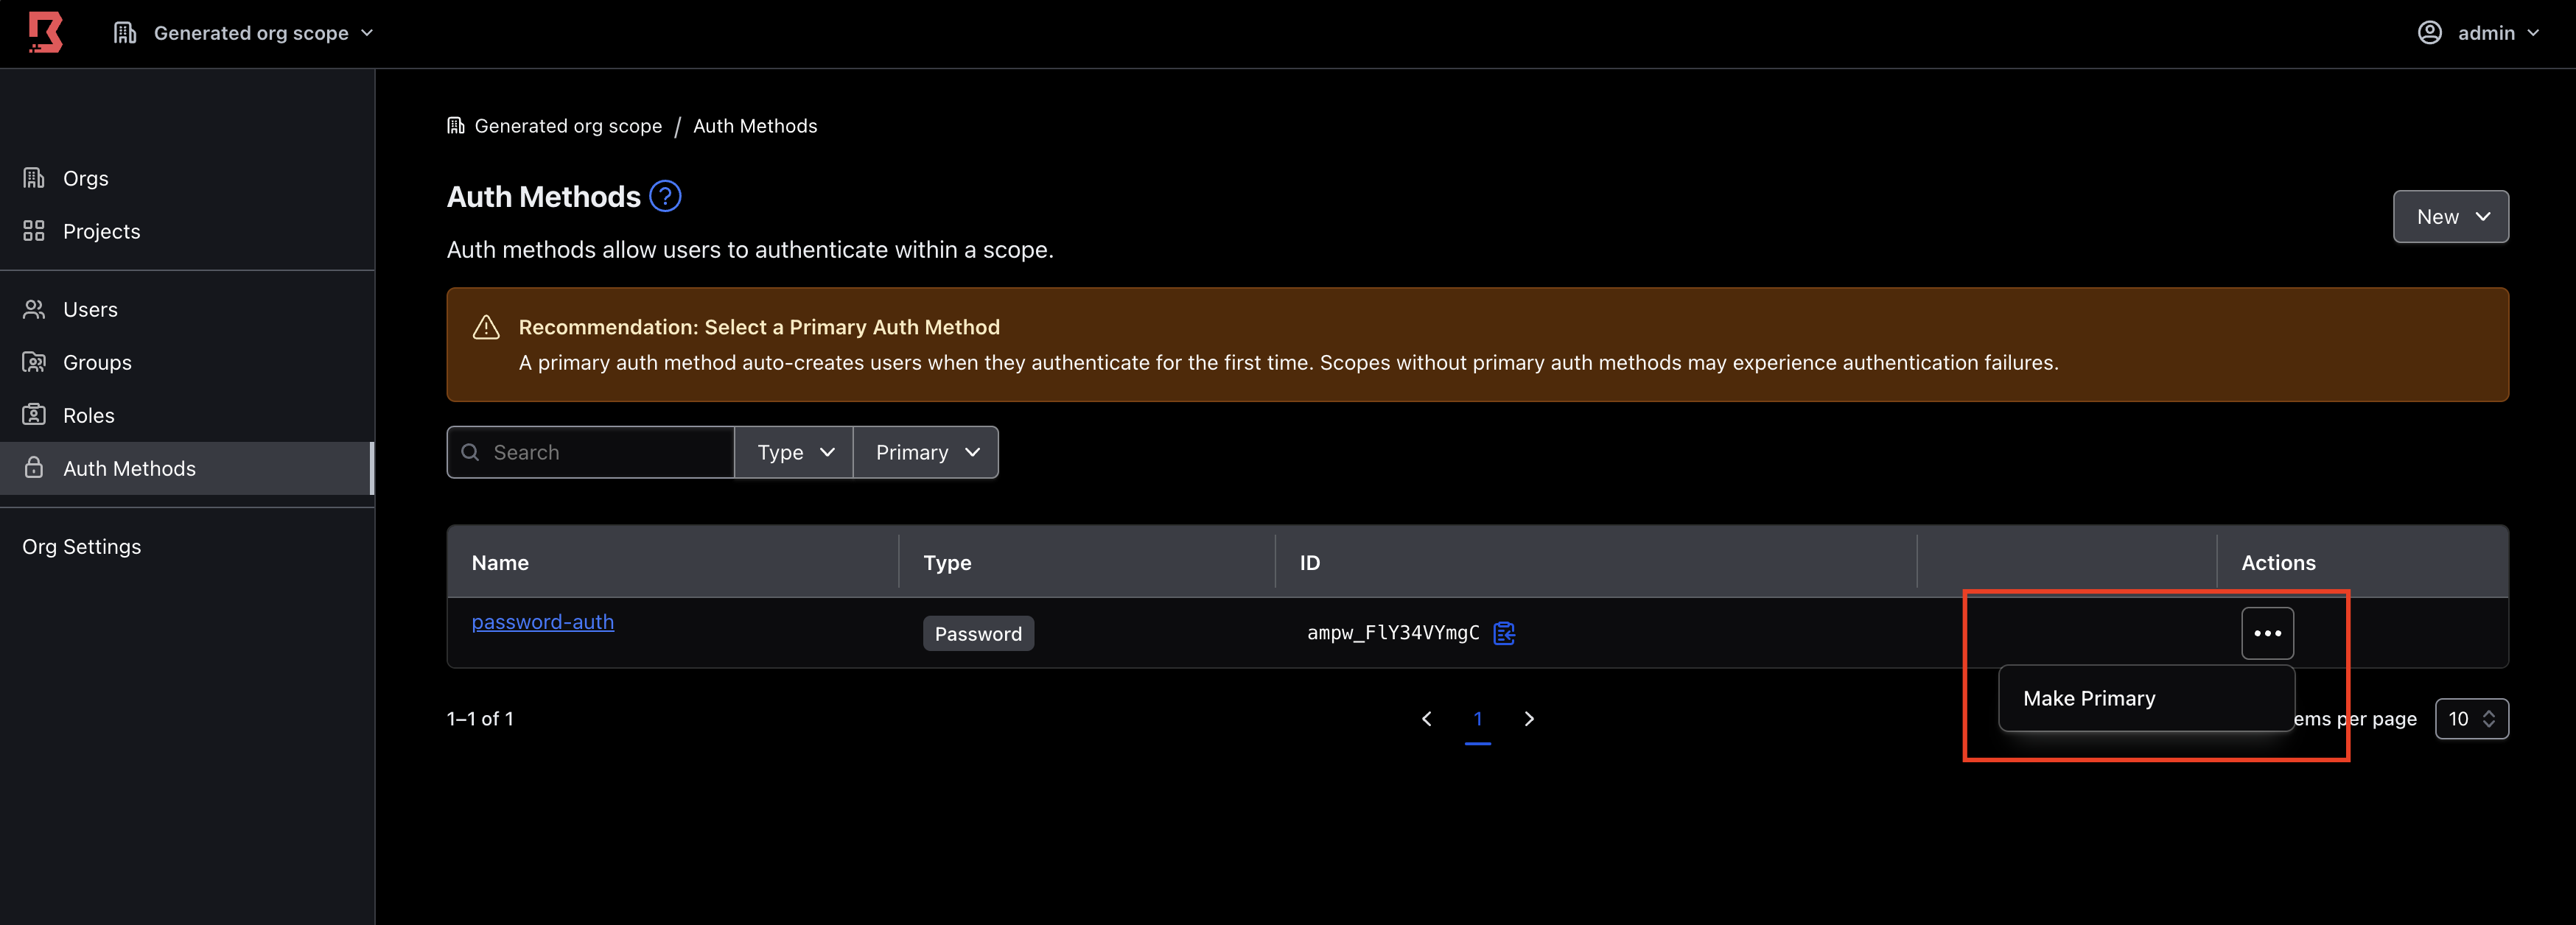 Generated org scope
admin
Orgs
Projects
Users
Groups
Roles
Auth Methods
Org Settings
Generated org scope / Auth Methods
Auth Methods ?
New
Auth methods allow users to authenticate within a scope.
Recommendation: Select a Primary Auth Method
A primary auth method auto-creates users when they authenticate for the first time. Scopes without primary auth methods may experience authentication failures.
Search Type Primary
Name Type ID Actions
password-auth Password ampw_FlY34VYmgC
Make Primary
1–1 of 1 1 ems per page 10